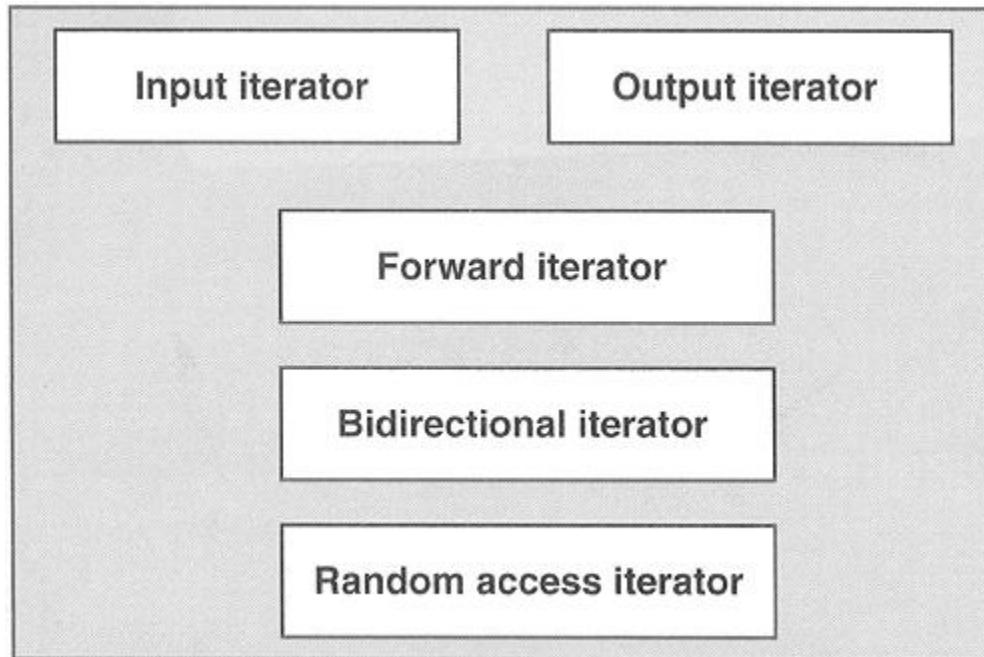 Input iterator
Output iterator
Forward iterator
Bidirectional iterator
Random access iterator